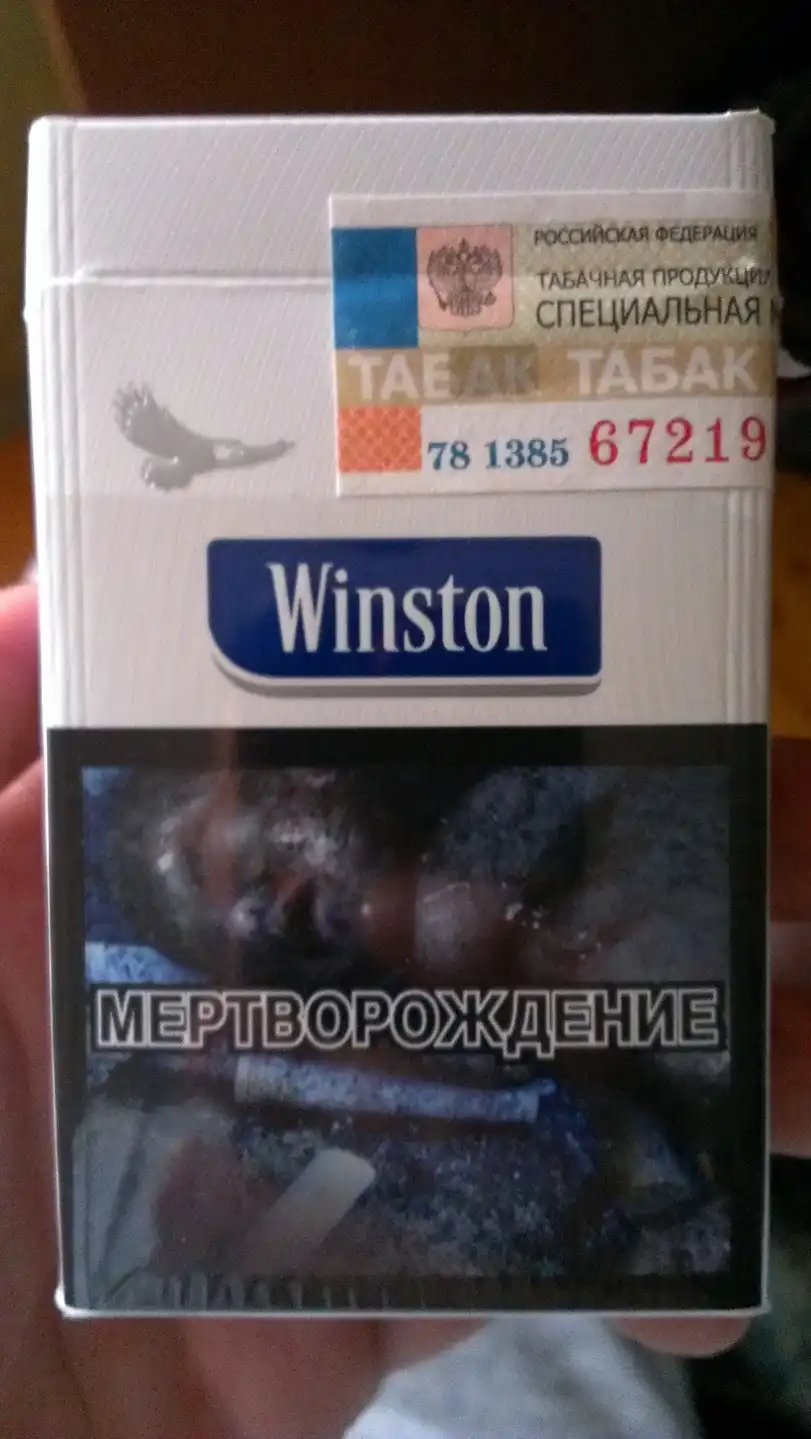 РОССИЙСКАЯ ФЕДЕРАЦИЯ
ТАБАЧНАЯ ПРОДУКЦИЯ
СПЕЦИАЛЬНАЯ
ТАБАК ТАБАК
78 1385 67219
Winston
МЕРТВОРОЖДЕНИЕ